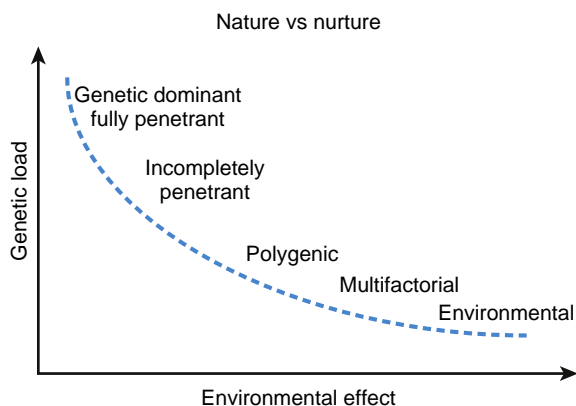 Nature vs nurture
Genetic load
Genetic dominant
fully penetrant
Incompletely
penetrant
Polygenic
Multifactorial
Environmental
Environmental effect